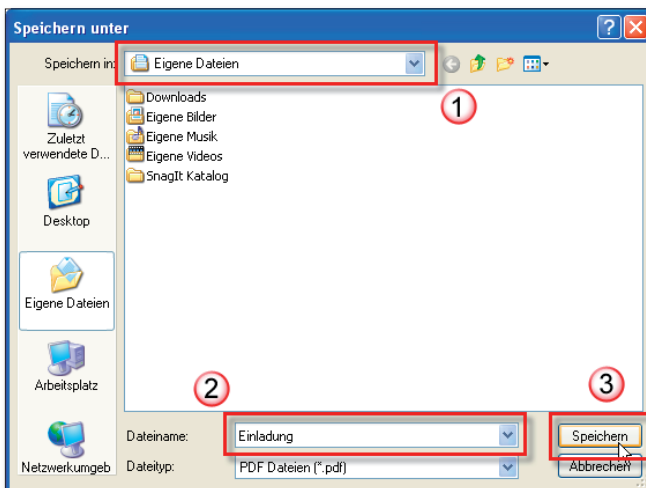 Speichern unter
Speichern in: Eigene Dateien
1
Downloads
Eigene Bilder
Eigene Musik
Eigene Videos
SnagIt Katalog
Zuletzt
verwendete D...
Desktop
Eigene Dateien
Arbeitsplatz
Netzwerkumgeb
2
3
Dateiname: Einladung
Speichern
Dateityp: PDF Dateien (*.pdf)
Abbrechen